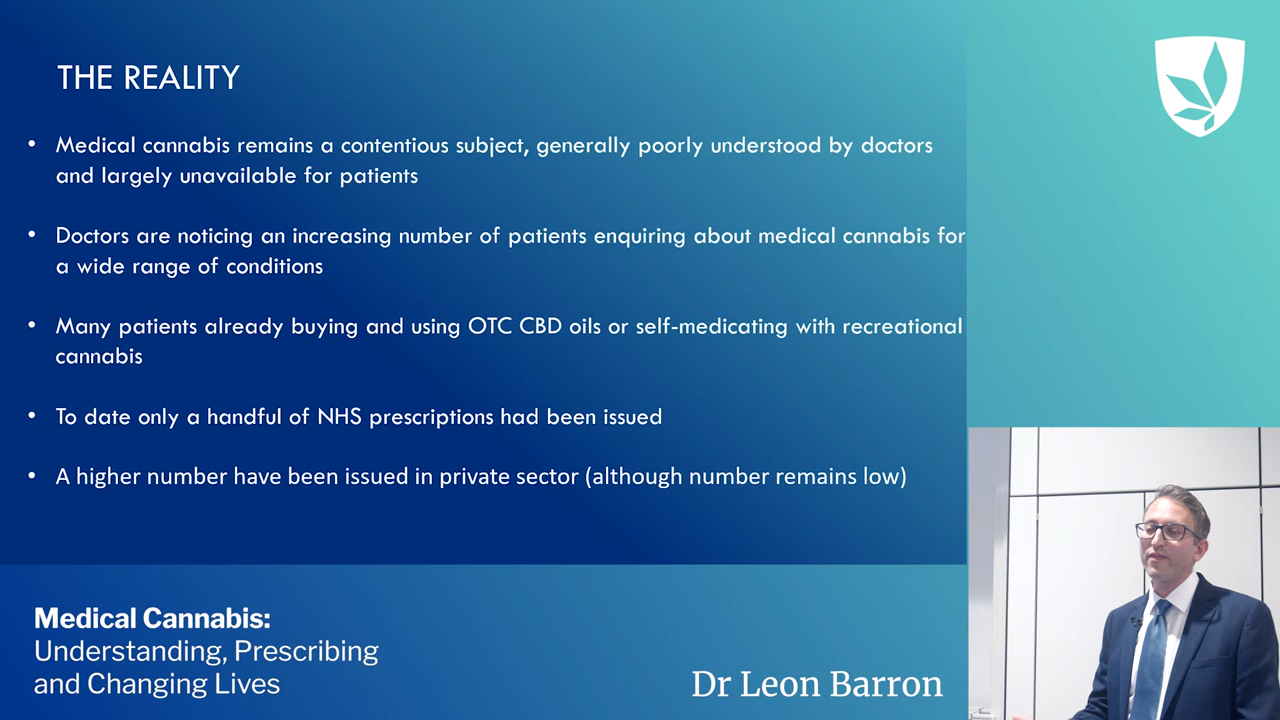 THE REALITY
• Medical cannabis remains a contentious subject, generally poorly understood by doctors
and largely unavailable for patients
• Doctors are noticing an increasing number of patients enquiring about medical cannabis for
a wide range of conditions
• Many patients already buying and using OTC CBD oils or self-medicating with recreational
cannabis
• To date only a handful of NHS prescriptions had been issued
• A higher number have been issued in private sector (although number remains low)
Medical Cannabis:
Understanding, Prescribing
and Changing Lives
Dr Leon Barron